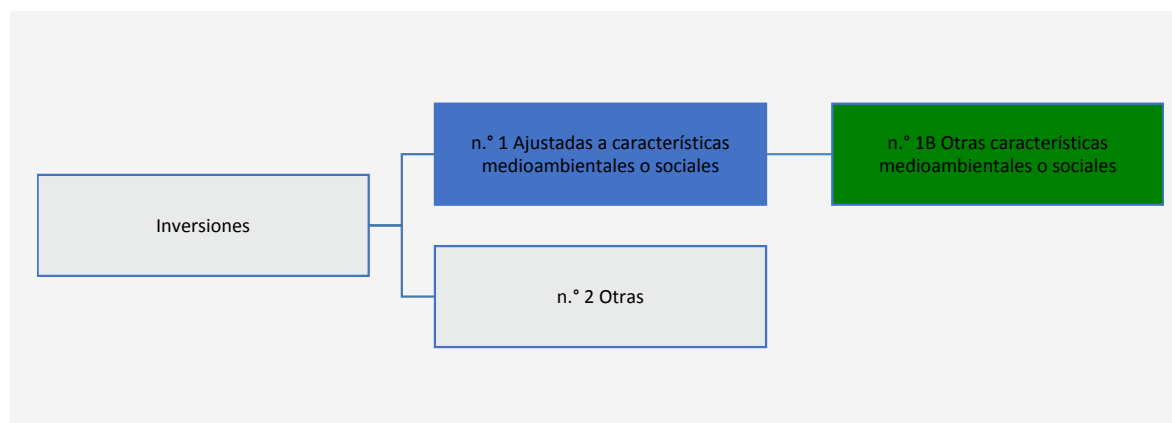 Inversiones
n.° 1 Ajustadas a características
medioambientales o sociales
n.° 1B Otras características
medioambientales o sociales
n.° 2 Otras